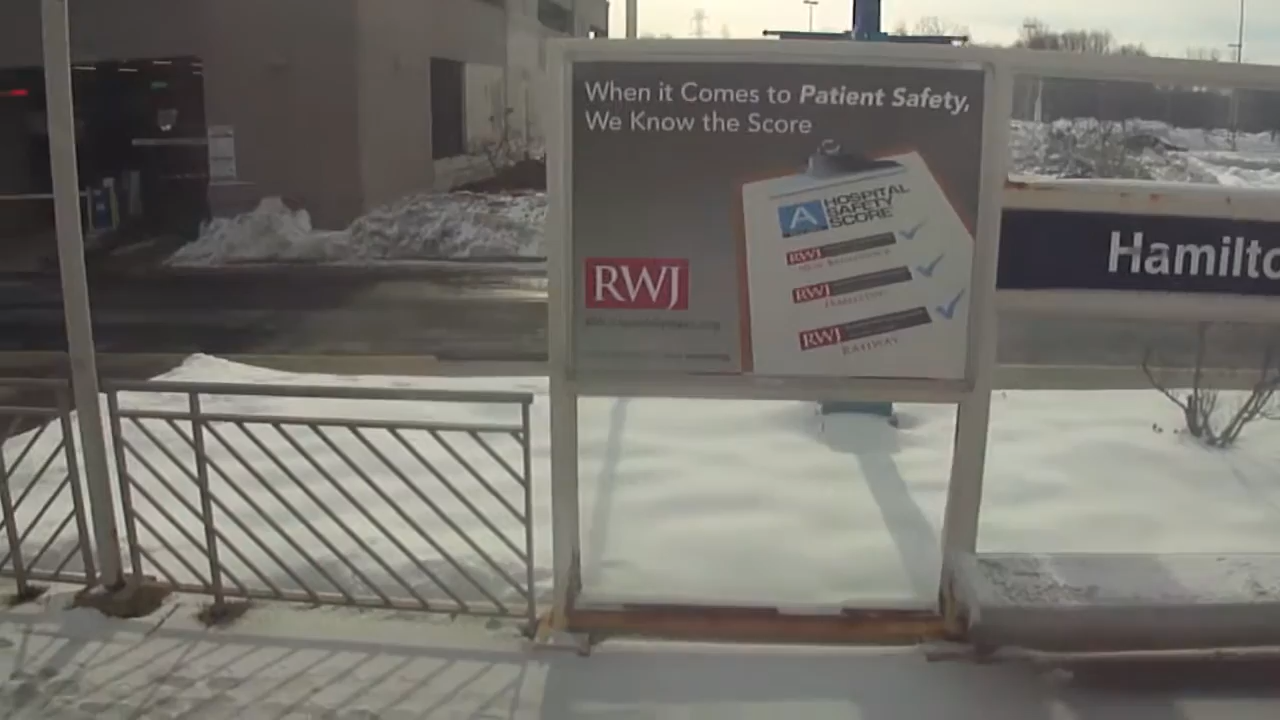 When it Comes to Patient Safety,
We Know the Score
A HOSPITAL
SAFETY
SCORE
RWJ
RWJ
RWJ
RAHWAY
RWJ
Hamilto